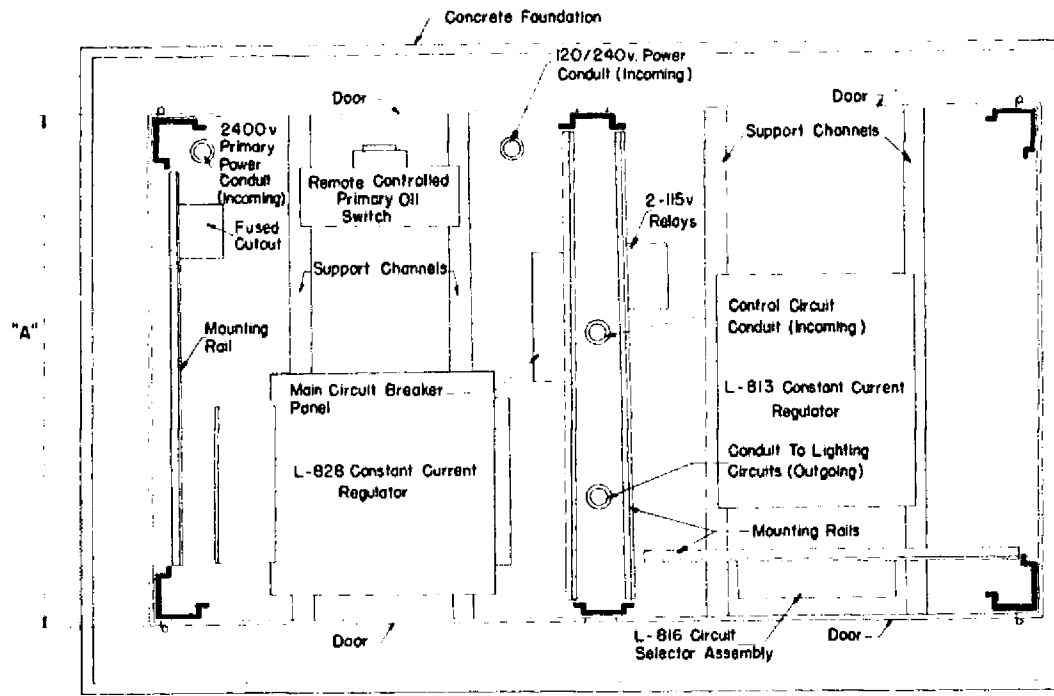 Concrete Foundation
120/240v. Power
Conduit (Incoming)
Door
Door
2400v
Primary
Power
Conduit
(Incoming)
Support Channels
Remote Controlled
Primary Oil
Switch
2-115v
Relays
Fused
Cutout
Support Channels
"A"
Mounting
Rail
Control Circuit
Conduit (Incoming)
Main Circuit Breaker
Panel
L-813 Constant Current
Regulator
L-828 Constant Current
Regulator
Conduit To Lighting
Circuits (Outgoing)
Mounting Rails
Door
L-816 Circuit
Selector Assembly
Door